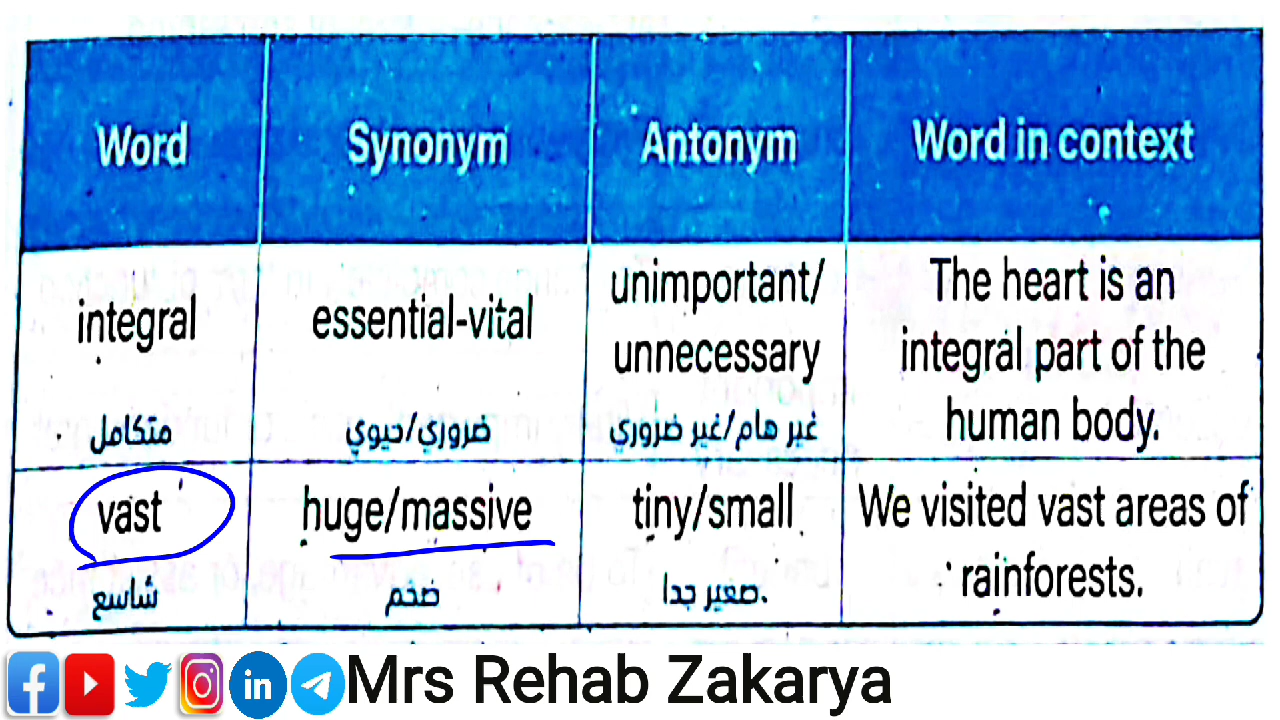 Word Synonym Antonym Word in context
integral
متكامل
essential-vital
ضروري/حيوي
unimportant/
unnecessary
غير هام/غير ضروري
The heart is an
integral part of the
human body.
vast
شاسع
huge/massive
ضخم
tiny/small
صغير جدا.
We visited vast areas of
rainforests.
Mrs Rehab Zakarya